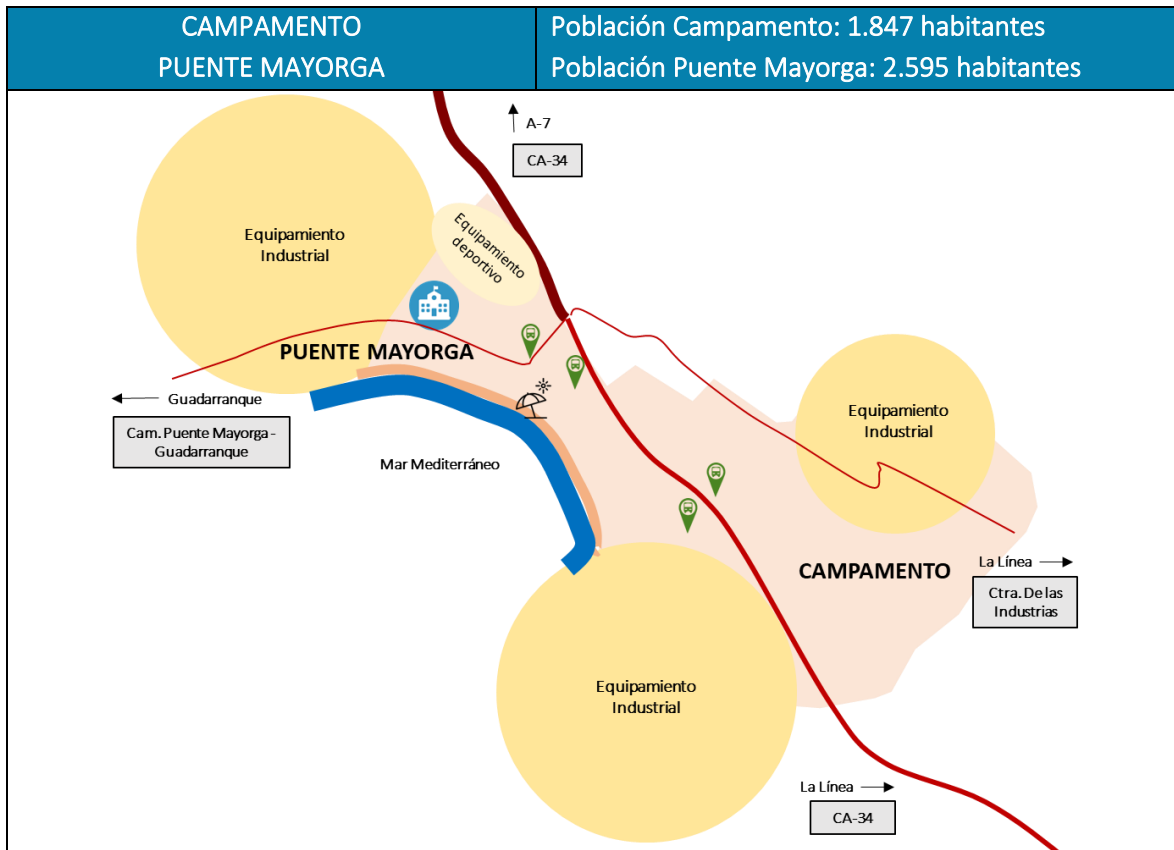 CAMPAMENTO
PUENTE MAYORGA
Población Campamento: 1.847 habitantes
Población Puente Mayorga: 2.595 habitantes
A-7
CA-34
Equipamiento
Industrial
Equipamiento
deportivo
PUENTE MAYORGA
Guadarranque
Cam. Puente Mayorga -
Guadarranque
Mar Mediterráneo
Equipamiento
Industrial
CAMPAMENTO
La Línea
Ctra. De las
Industrias
Equipamiento
Industrial
La Línea
CA-34